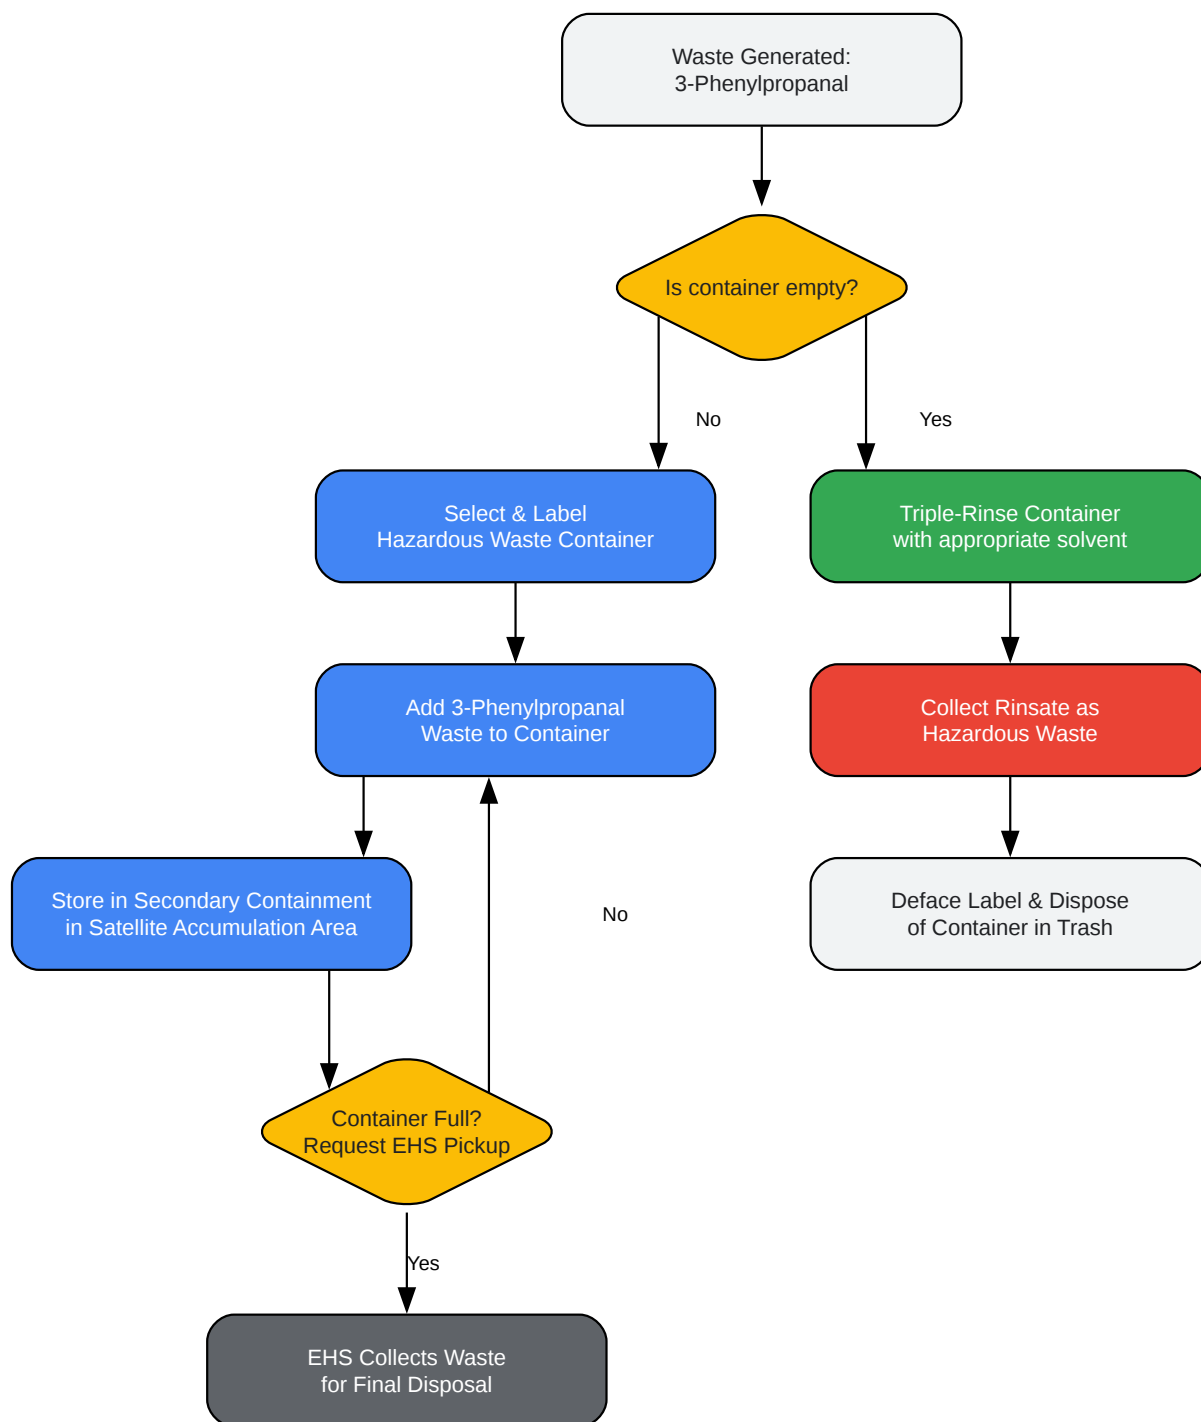 Waste Generated:
3-Phenylpropanal
Is container empty?
No
Yes
Select & Label
Hazardous Waste Container
Triple-Rinse Container
with appropriate solvent
Add 3-Phenylpropanal
Waste to Container
Collect Rinsate as
Hazardous Waste
Store in Secondary Containment
in Satellite Accumulation Area
No
Deface Label & Dispose
of Container in Trash
Container Full?
Request EHS Pickup
Yes
EHS Collects Waste
for Final Disposal